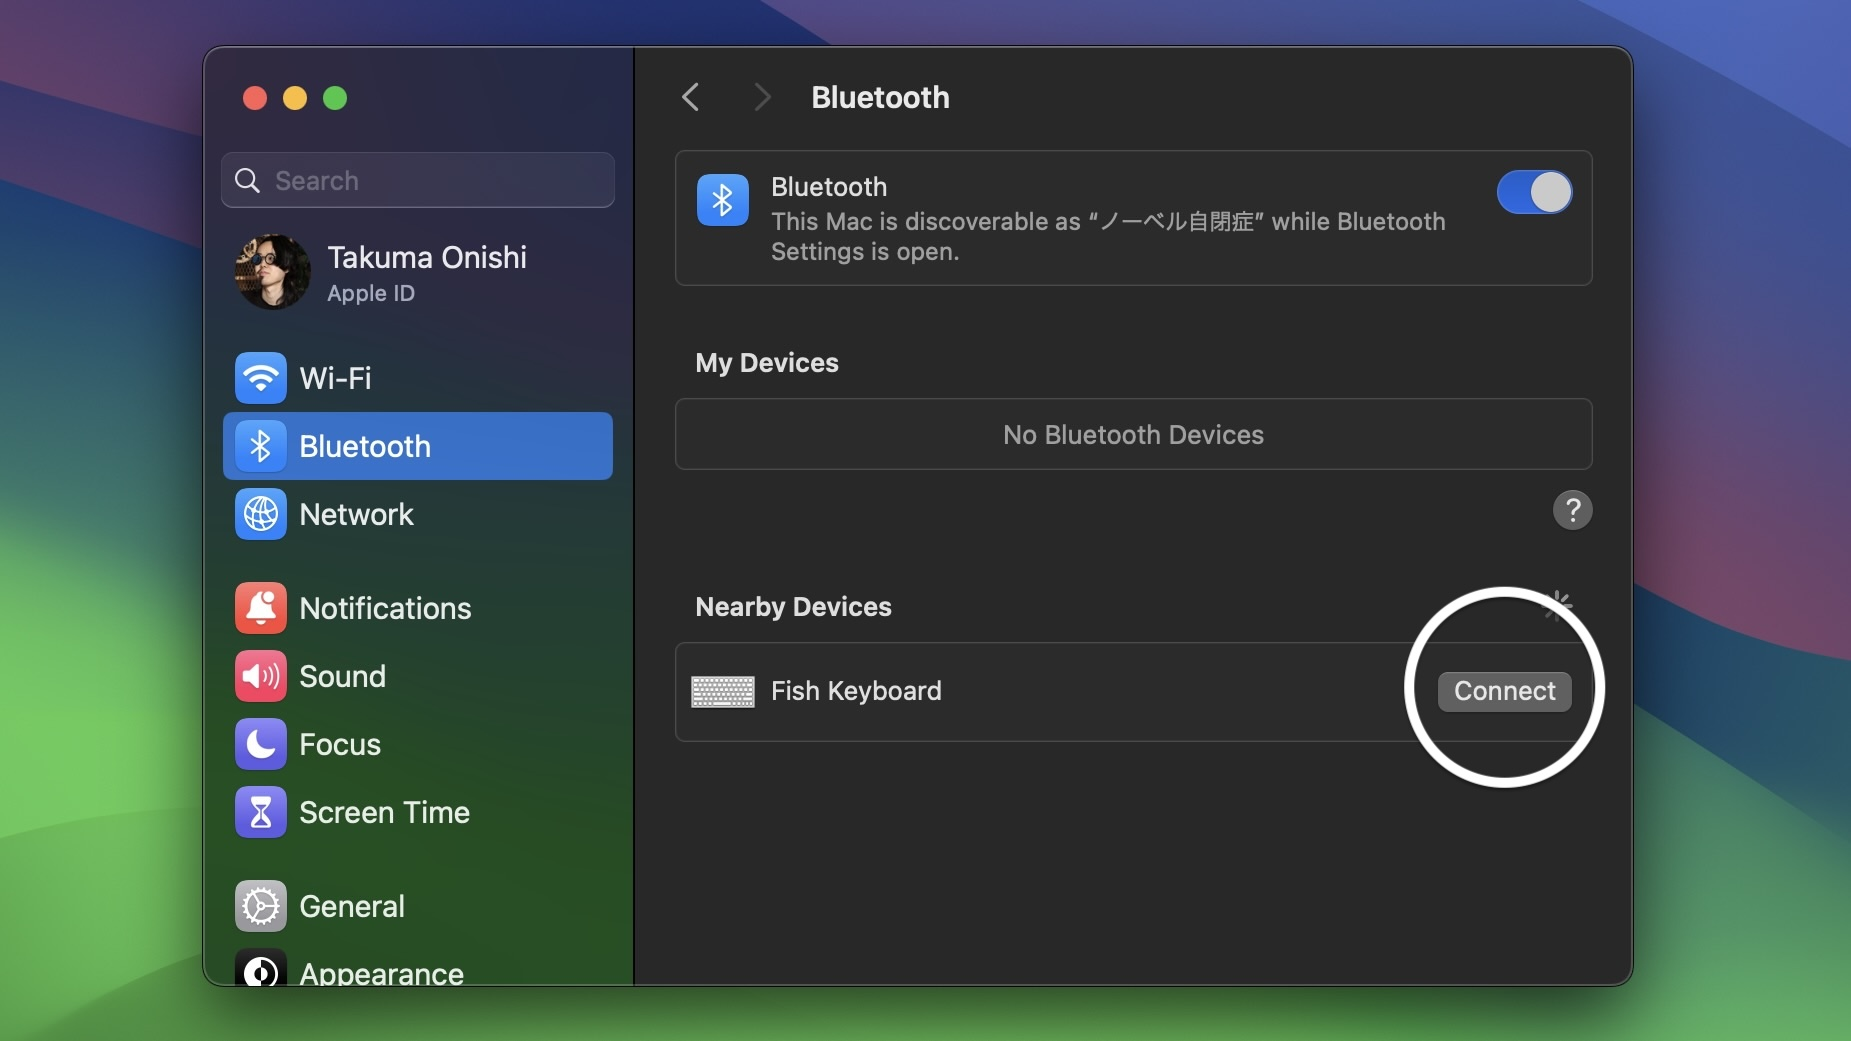 Search
Takuma Onishi
Apple ID
Wi-Fi
Bluetooth
Network
Notifications
Sound
Focus
Screen Time
General
Appearance
Bluetooth
Bluetooth
This Mac is discoverable as “ノーベル自閉症” while Bluetooth
Settings is open.
My Devices
No Bluetooth Devices
?
Nearby Devices
Fish Keyboard
Connect